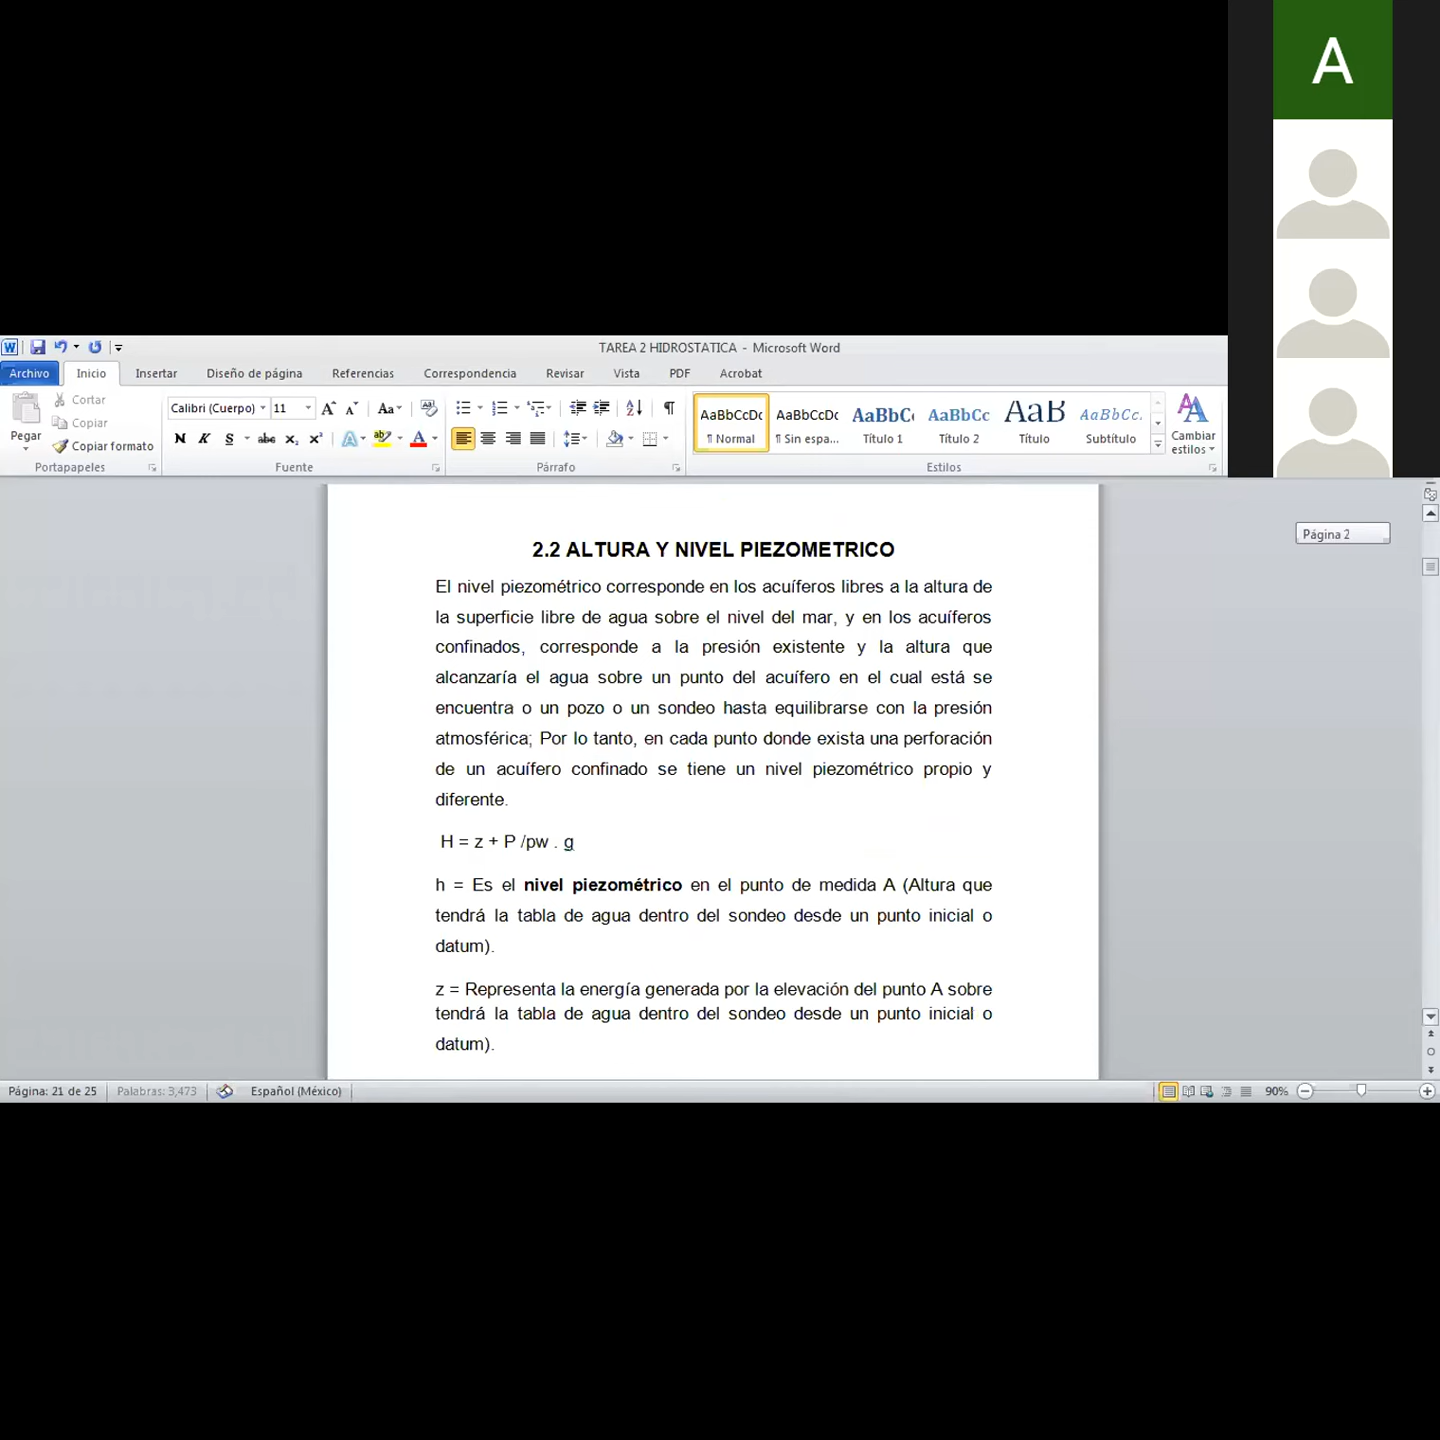 A
TAREA 2 HIDROSTATICA - Microsoft Word
Archivo Inicio Insertar Diseño de página Referencias Correspondencia Revisar Vista PDF Acrobat
Pegar
Cortar
Copiar
Copiar formato
Portapapeles
Calibri (Cuerpo) 11
Fuente
Párrafo
AaBbCcDc AaBbCcDc AaBbC AaBbCc AaB AaBbCc.
¶ Normal ¶ Sin espa... Título 1 Título 2 Título Subtítulo
Cambiar
estilos
Estilos
Página 2
2.2 ALTURA Y NIVEL PIEZOMETRICO
El nivel piezométrico corresponde en los acuíferos libres a la altura de
la superficie libre de agua sobre el nivel del mar, y en los acuíferos
confinados, corresponde a la presión existente y la altura que
alcanzaría el agua sobre un punto del acuífero en el cual está se
encuentra o un pozo o un sondeo hasta equilibrarse con la presión
atmosférica; Por lo tanto, en cada punto donde exista una perforación
de un acuífero confinado se tiene un nivel piezométrico propio y
diferente.
H = z + P /pw . g
h = Es el nivel piezométrico en el punto de medida A (Altura que
tendrá la tabla de agua dentro del sondeo desde un punto inicial o
datum).
z = Representa la energía generada por la elevación del punto A sobre
tendrá la tabla de agua dentro del sondeo desde un punto inicial o
datum).
Página: 21 de 25 Palabras: 3,473 Español (México) 90%